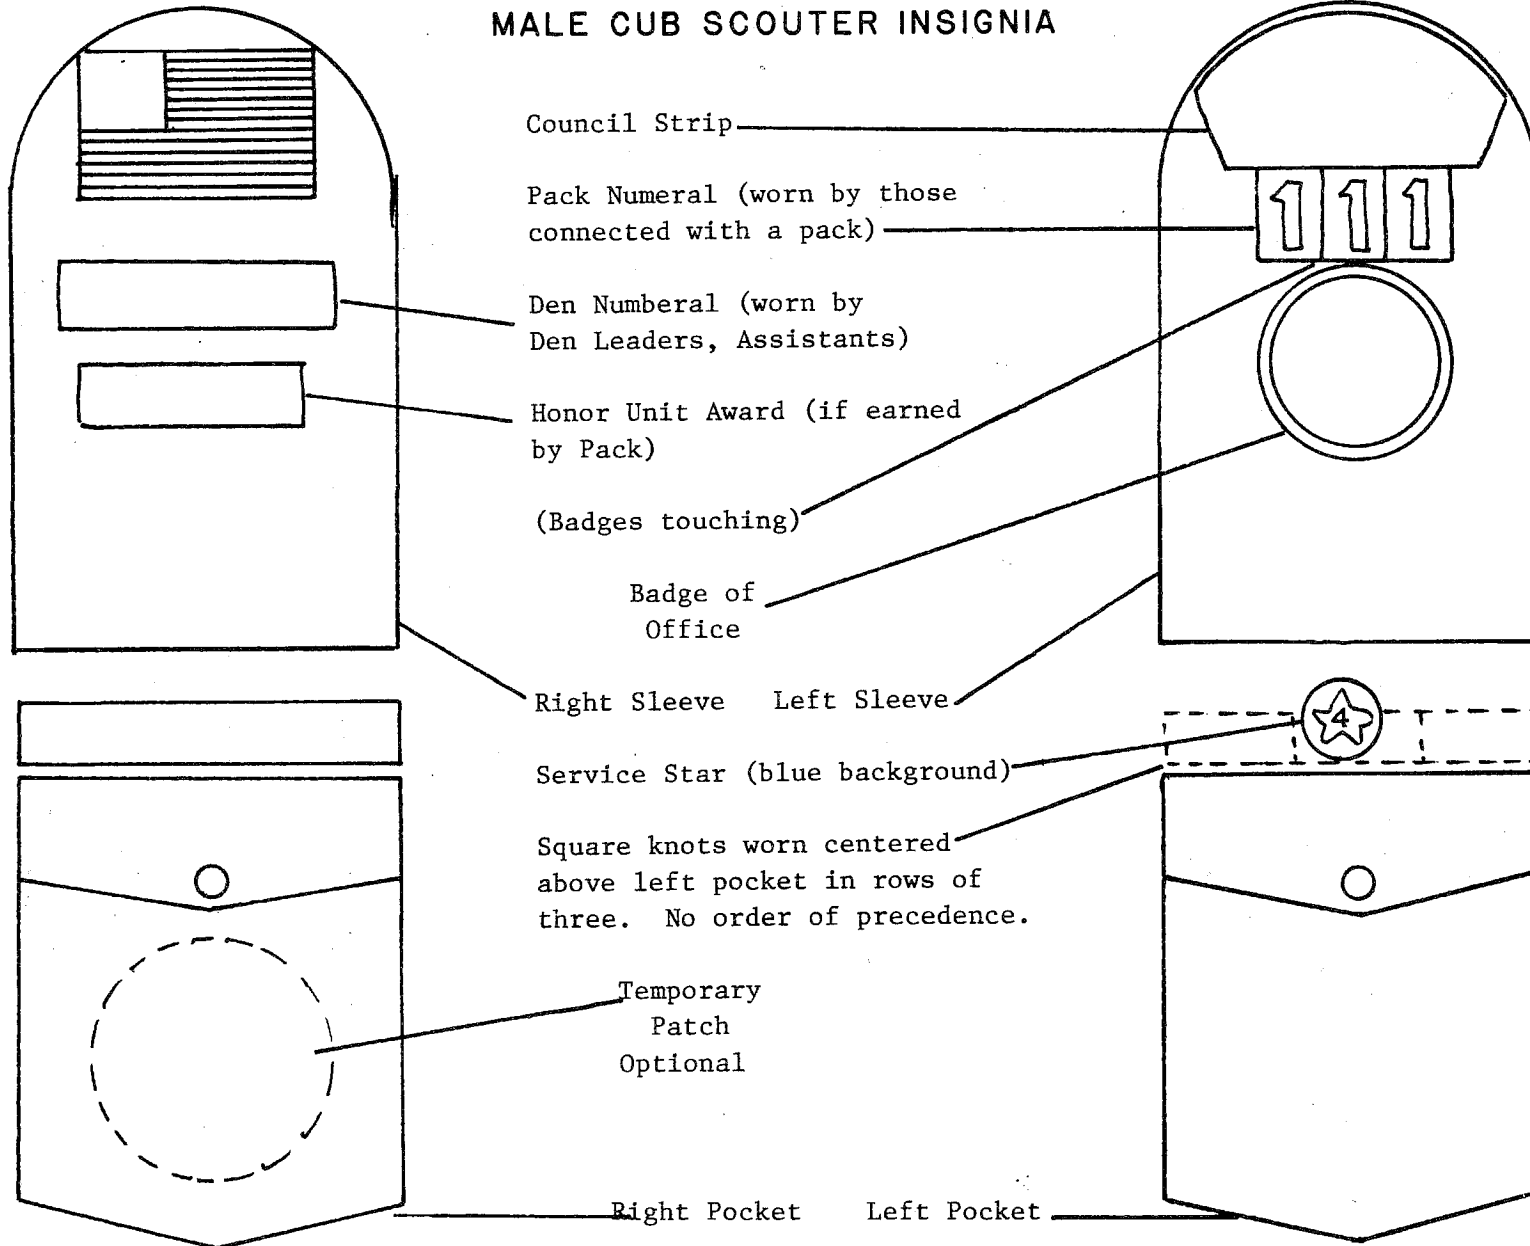 MALE CUB SCOUTER INSIGNIA
Council Strip
Pack Numeral (worn by those
connected with a pack)
1 1 1
Den Numberal (worn by
Den Leaders, Assistants)
Honor Unit Award (if earned
by Pack)
(Badges touching)
Badge of
Office
Right Sleeve Left Sleeve
4
Service Star (blue background)
Square knots worn centered
above left pocket in rows of
three. No order of precedence.
Temporary
Patch
Optional
Right Pocket Left Pocket